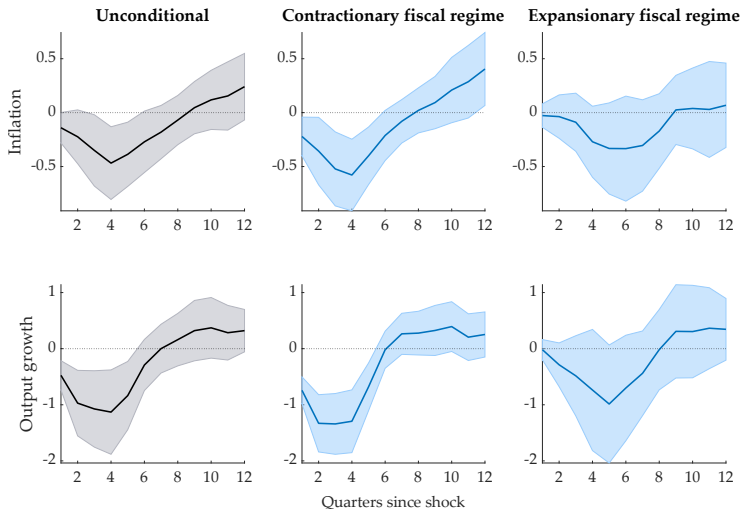 Unconditional Contractionary fiscal regime Expansionary fiscal regime
Inflation
0.5 0.5 0.5
0 0 0
-0.5 -0.5 -0.5
2 4 6 8 10 12 2 4 6 8 10 12 2 4 6 8 10 12
Output growth
1 1 1
0 0 0
-1 -1 -1
-2 -2 -2
2 4 6 8 10 12 2 4 6 8 10 12 2 4 6 8 10 12
Quarters since shock